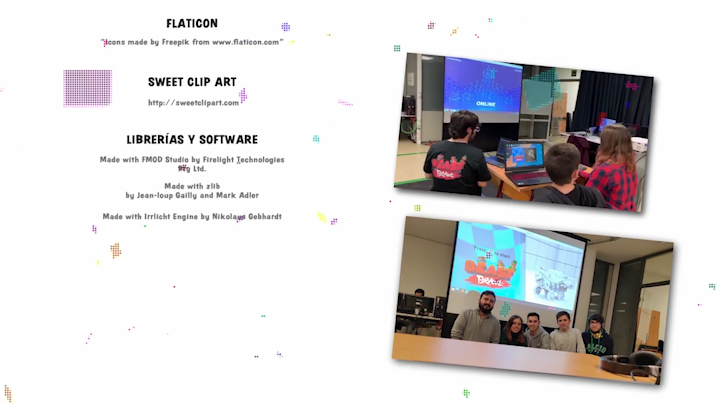 FLATICON
"Icons made by Freepik from www.flaticon.com"
SWEET CLIP ART
http://sweetclipart.com
LIBRERÍAS Y SOFTWARE
Made with FMOD Studio by Firelight Technologies
Pty Ltd.
Made with zlib
by Jean-loup Gailly and Mark Adler
Made with Irrlicht Engine by Nikolaus Gebhardt
ONLINE